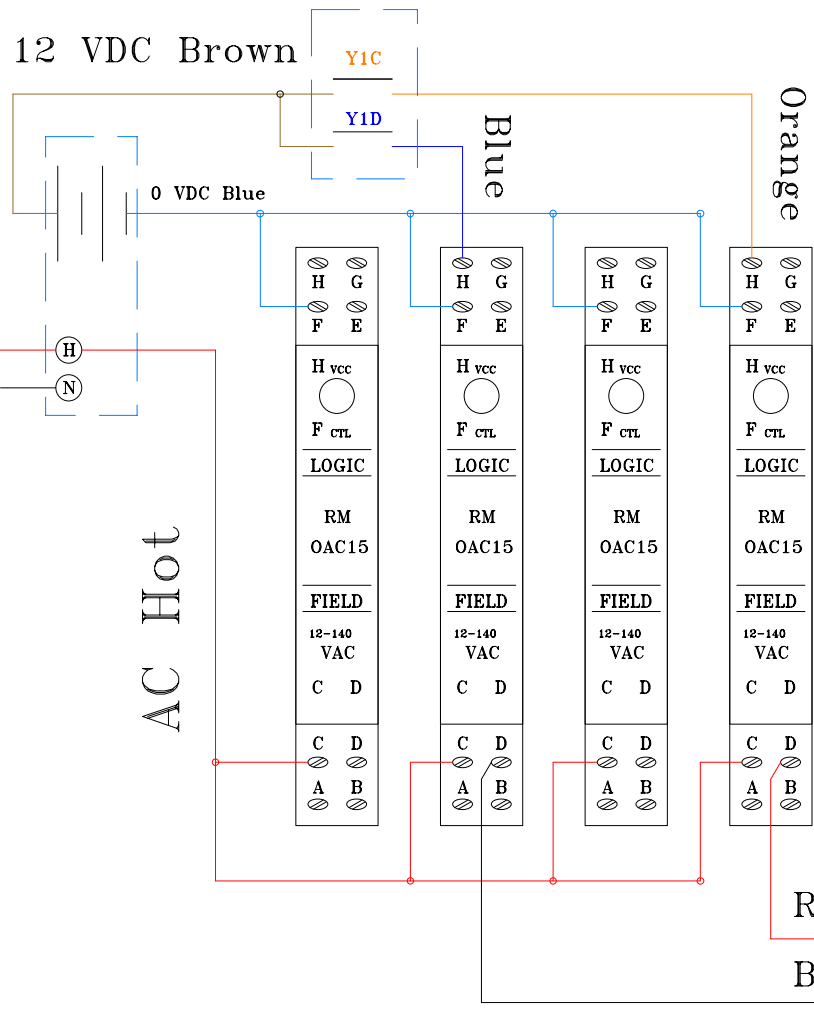 12 VDC Brown
Y1C
Y1D
Blue
Orange
0 VDC Blue
H G H G H G H G
F E F E F E F E
H
N
H VCC H VCC H VCC H VCC
F CTL F CTL F CTL F CTL
LOGIC LOGIC LOGIC LOGIC
RM RM RM RM
OAC15 OAC15 OAC15 OAC15
AC Hot
FIELD FIELD FIELD FIELD
12-140 12-140 12-140 12-140
VAC VAC VAC VAC
C D C D C D C D
C D C D C D C D
A B A B A B A B
R
B